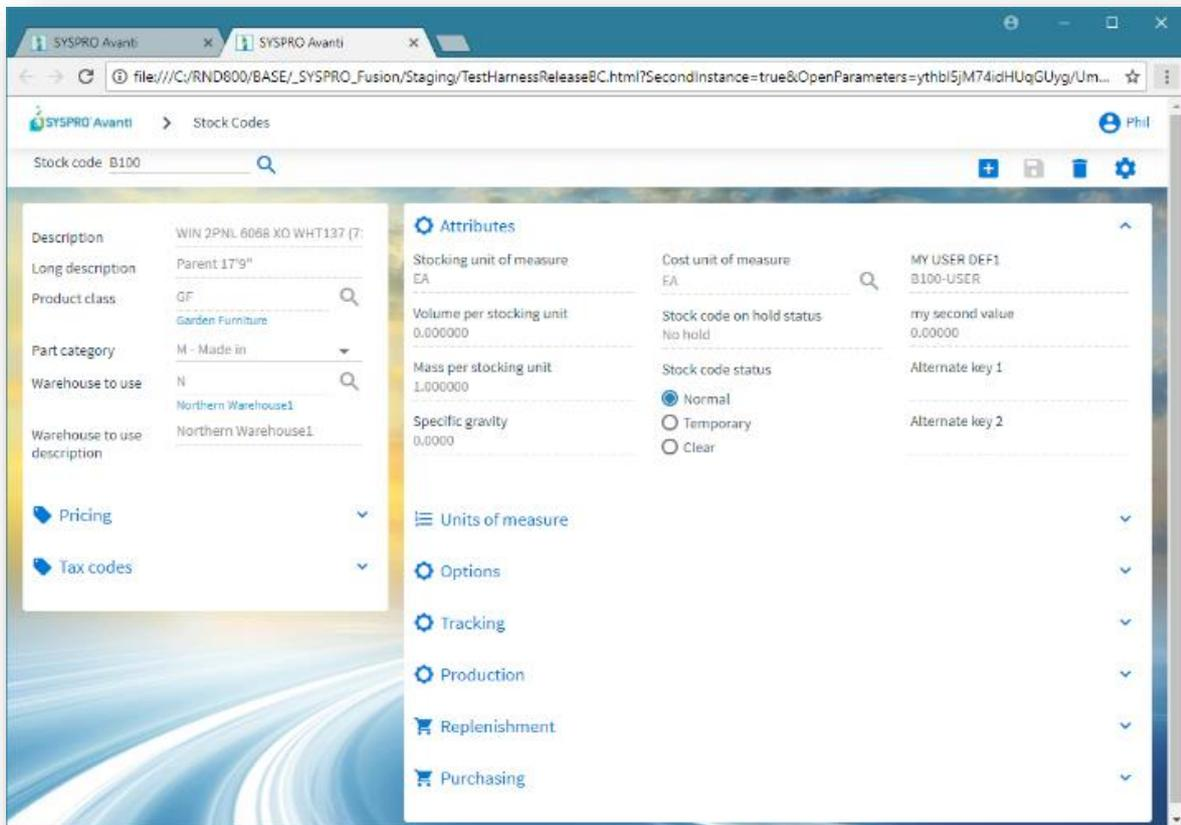 SYSPRO Avanti
SYSPRO Avanti
file:///C:/RND800/BASE/_SYSPRO_Fusion/Staging/TestHarnessReleaseBC.html?SecondInstance=true&OpenParameters=ythbI5jM74idHUqGUyg/Um...
SYSPRO Avanti > Stock Codes
Phil
Stock code B100
Description WIN 2PNL 6068 XO WHT137 (7:
Long description Parent 17'9"
Product class GF
Garden Furniture
Part category M - Made in
Warehouse to use N
Northern Warehouse1
Warehouse to use description Northern Warehouse1
Pricing
Tax codes
Attributes
Stocking unit of measure
EA
Volume per stocking unit
0.000000
Mass per stocking unit
1.000000
Specific gravity
0.0000
Cost unit of measure
EA
Stock code on hold status
No hold
Stock code status
Normal
Temporary
Clear
MY USER DEF1
B100-USER
my second value
0.00000
Alternate key 1
Alternate key 2
Units of measure
Options
Tracking
Production
Replenishment
Purchasing